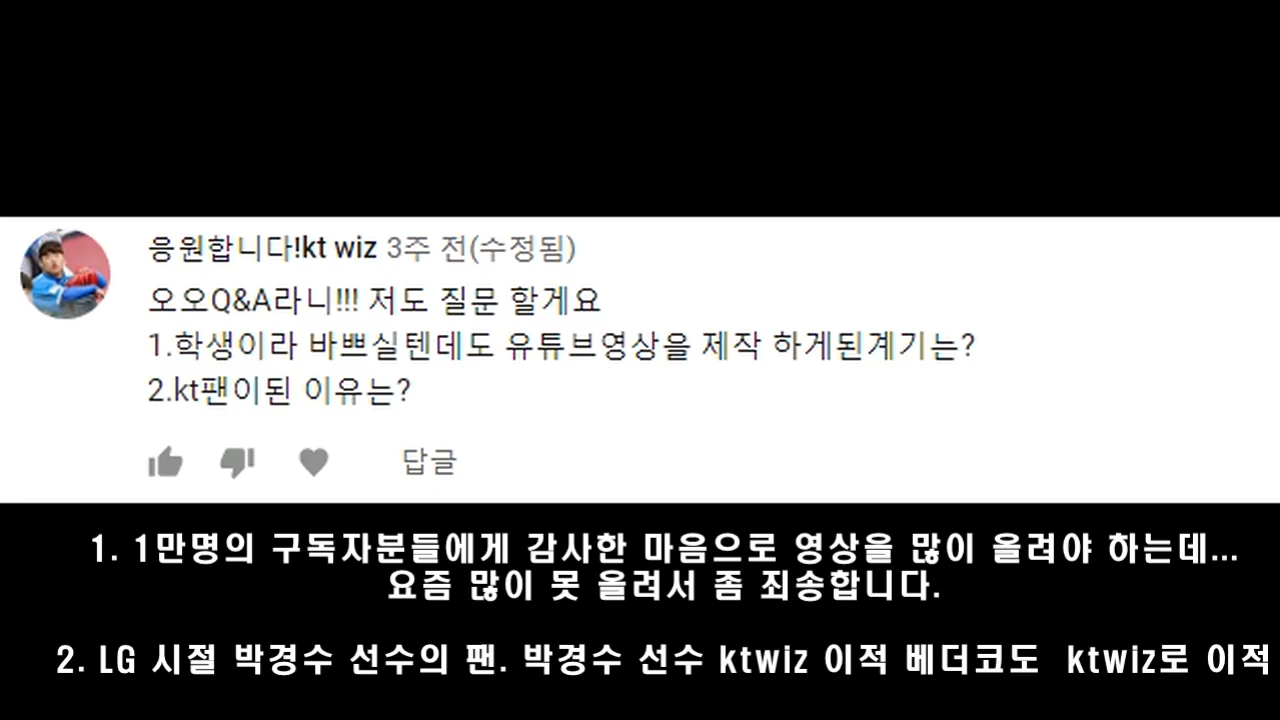 응원합니다!kt wiz 3주 전(수정됨)
오오Q&A라니!!! 저도 질문 할게요
1.학생이라 바쁘실텐데도 유튜브영상을 제작 하게된계기는?
2.kt팬이된 이유는?
답글
1. 1만명의 구독자분들에게 감사한 마음으로 영상을 많이 올려야 하는데...
요즘 많이 못 올려서 좀 죄송합니다.
2. LG 시절 박경수 선수의 팬. 박경수 선수 ktwiz 이적 베더코도 ktwiz로 이적